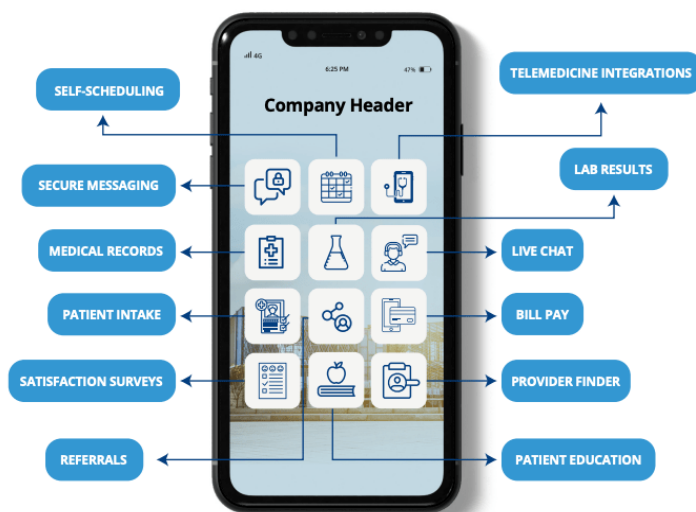 4G
6:25 PM
47%
Company Header
SELF-SCHEDULING
TELEMEDICINE INTEGRATIONS
SECURE MESSAGING
LAB RESULTS
MEDICAL RECORDS
LIVE CHAT
PATIENT INTAKE
BILL PAY
SATISFACTION SURVEYS
PROVIDER FINDER
REFERRALS
PATIENT EDUCATION